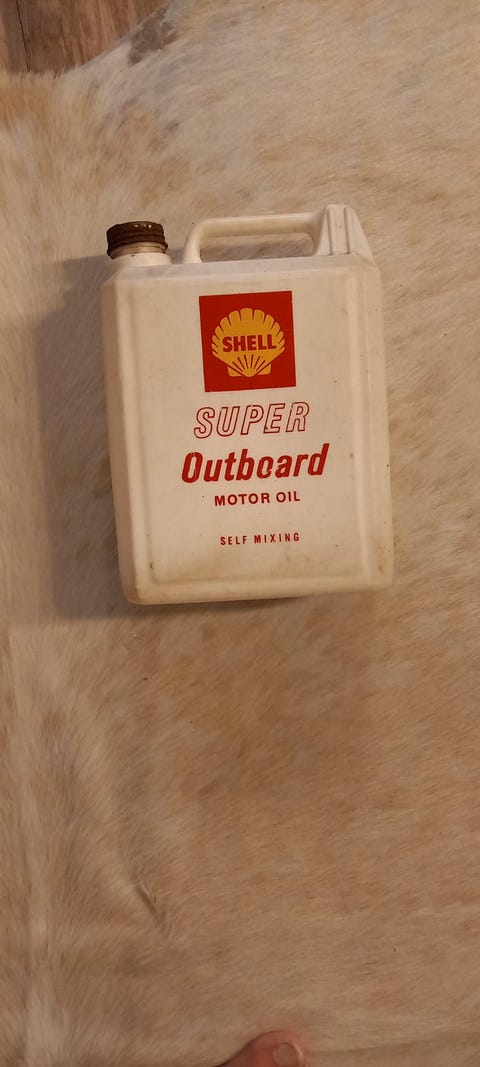 SHELL
SUPER
Outboard
MOTOR OIL
SELF MIXING